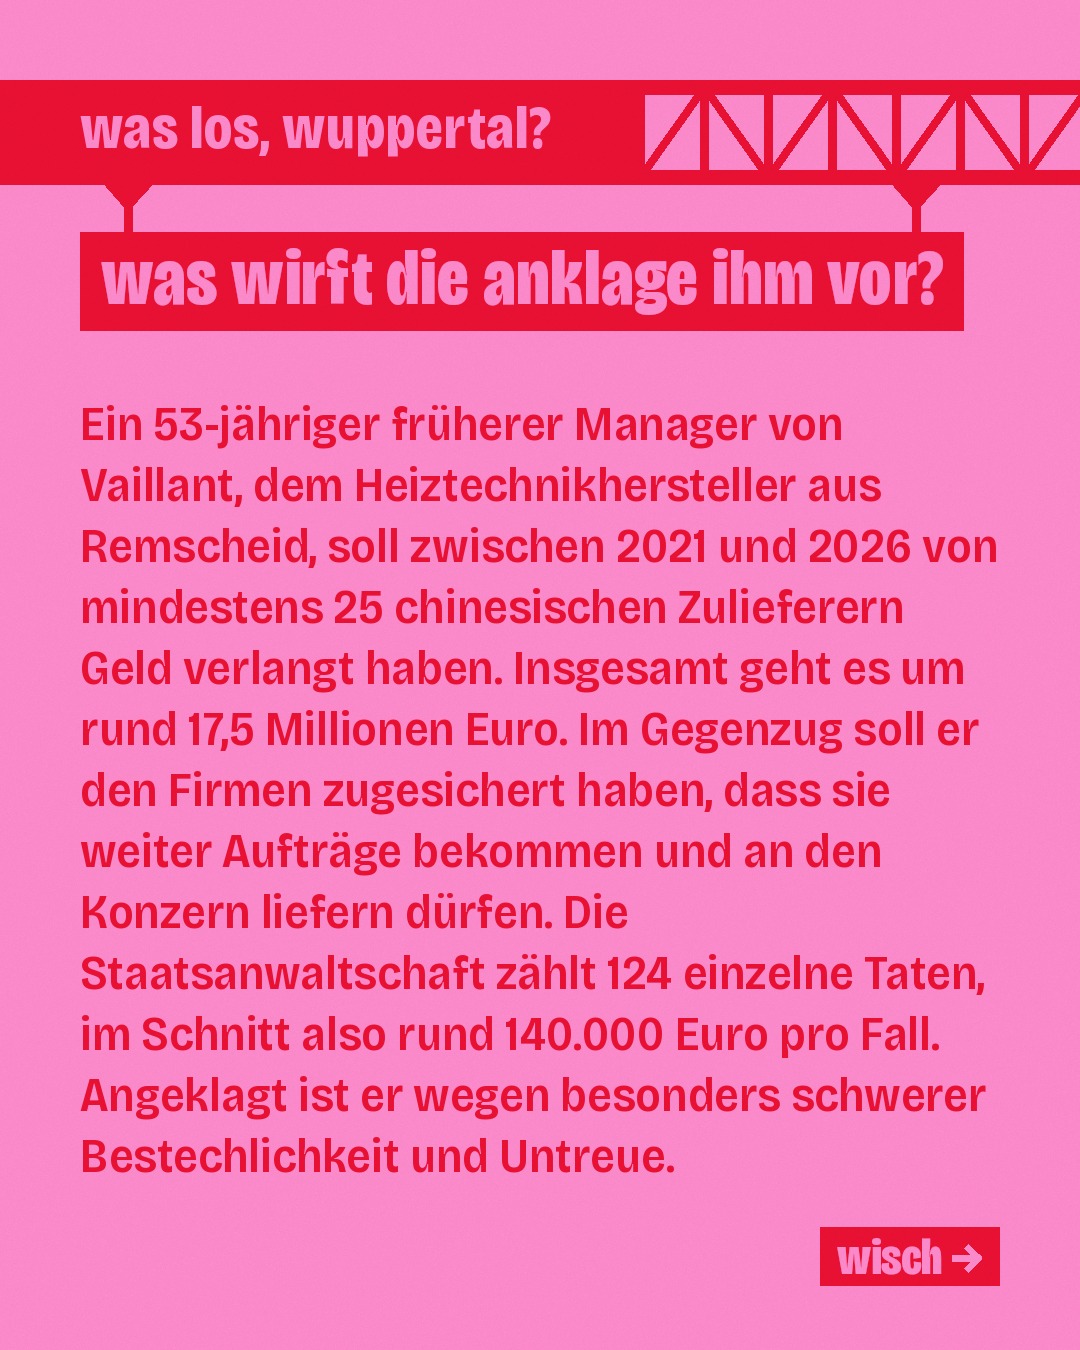 was los, wuppertal?
was wirft die anklage ihm vor?
Ein 53-jähriger früherer Manager von
Vaillant, dem Heiztechnikhersteller aus
Remscheid, soll zwischen 2021 und 2026 von
mindestens 25 chinesischen Zulieferern
Geld verlangt haben. Insgesamt geht es um
rund 17,5 Millionen Euro. Im Gegenzug soll er
den Firmen zugesichert haben, dass sie
weiter Aufträge bekommen und an den
Konzern liefern dürfen. Die
Staatsanwaltschaft zählt 124 einzelne Taten,
im Schnitt also rund 140.000 Euro pro Fall.
Angeklagt ist er wegen besonders schwerer
Bestechlichkeit und Untreue.
wisch →